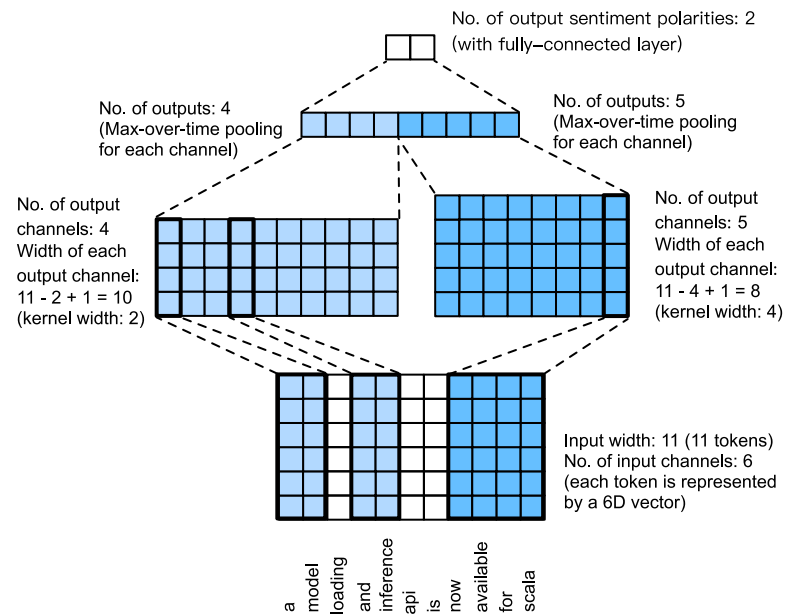 No. of output sentiment polarities: 2
(with fully–connected layer)
No. of outputs: 4
(Max-over-time pooling
for each channel)
No. of outputs: 5
(Max-over-time pooling
for each channel)
No. of output
channels: 4
Width of each
output channel:
11 - 2 + 1 = 10
(kernel width: 2)
No. of output
channels: 5
Width of each
output channel:
11 - 4 + 1 = 8
(kernel width: 4)
Input width: 11 (11 tokens)
No. of input channels: 6
(each token is represented
by a 6D vector)
a
model
loading
and
inference
api
is
now
available
for
scala